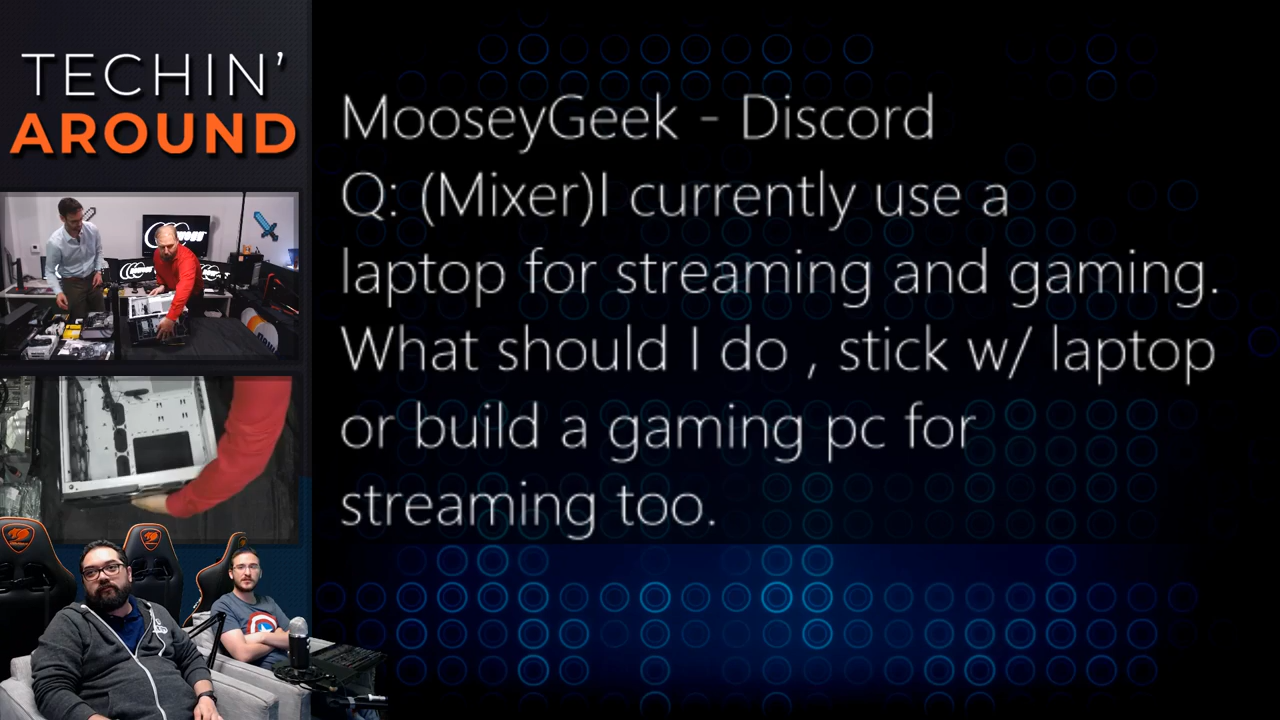 TECHIN'
AROUND
MooseyGeek - Discord
Q: (Mixer)I currently use a
laptop for streaming and gaming.
What should I do , stick w/ laptop
or build a gaming pc for
streaming too.